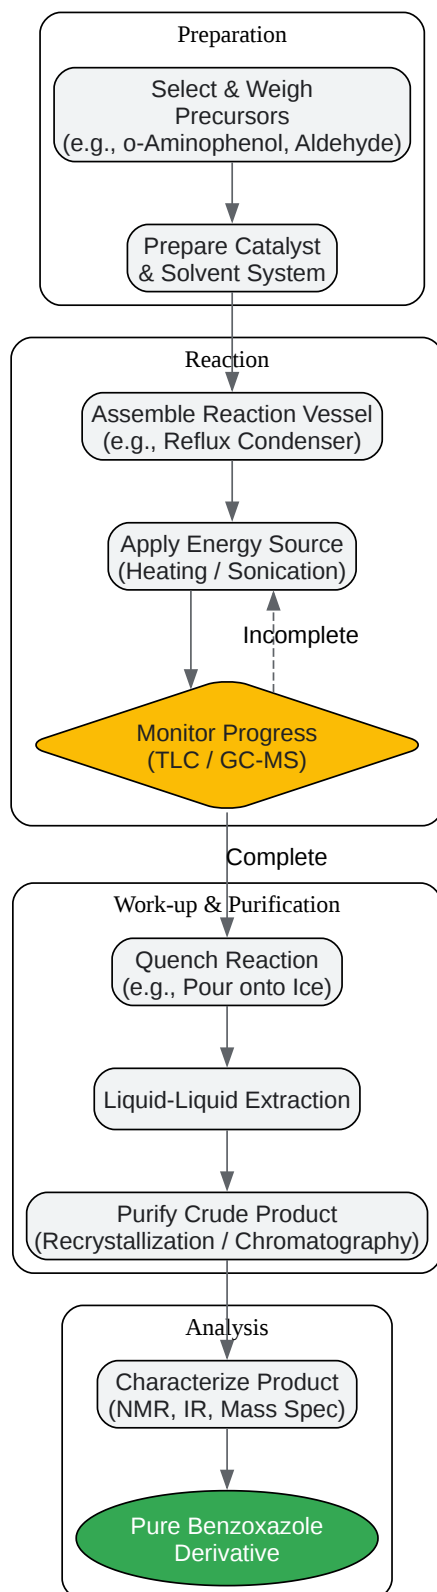 Preparation
Select & Weigh
Precursors
(e.g., o-Aminophenol, Aldehyde)
Prepare Catalyst
& Solvent System
Reaction
Assemble Reaction Vessel
(e.g., Reflux Condenser)
Apply Energy Source
(Heating / Sonication)
Incomplete
Monitor Progress
(TLC / GC-MS)
Complete
Work-up & Purification
Quench Reaction
(e.g., Pour onto Ice)
Liquid-Liquid Extraction
Purify Crude Product
(Recrystallization / Chromatography)
Analysis
Characterize Product
(NMR, IR, Mass Spec)
Pure Benzoxazole
Derivative